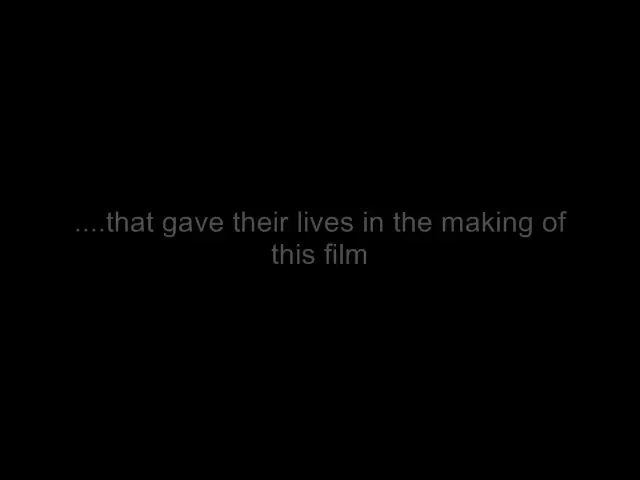 ....that gave their lives in the making of
this film